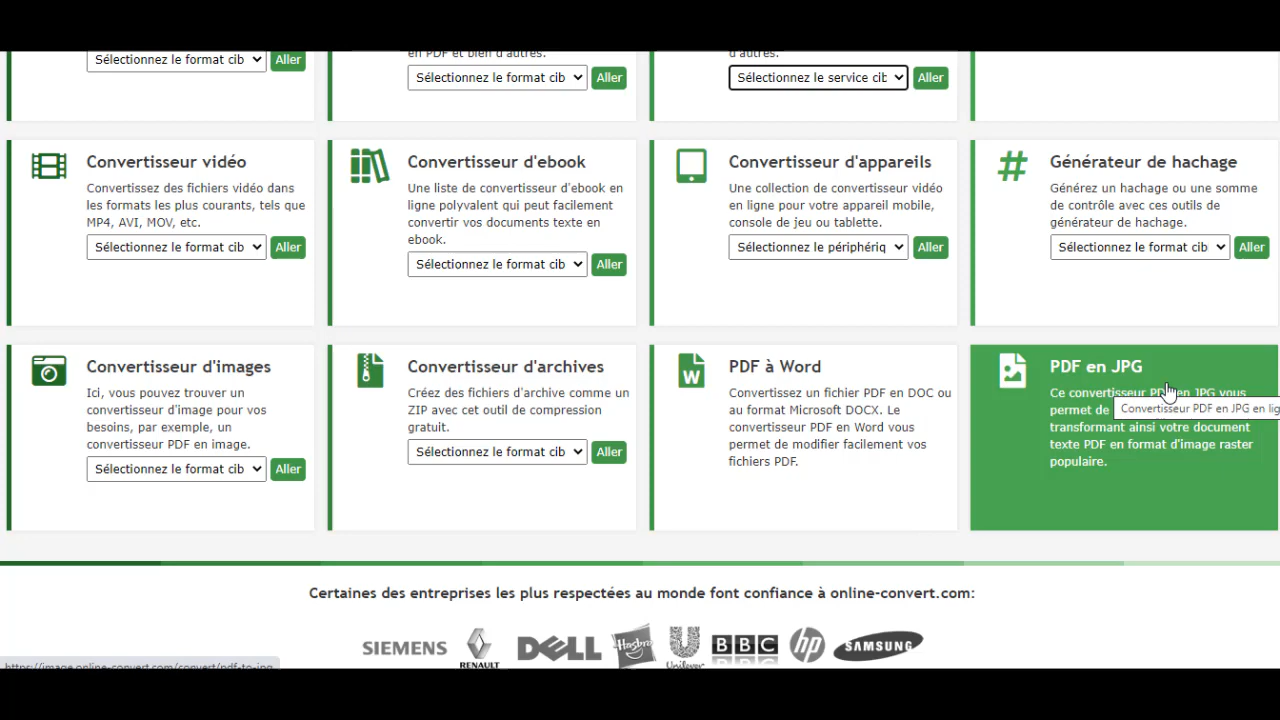 Sélectionnez le format cib Aller
en PDF et bien d'autres.
Sélectionnez le format cib Aller
d'autres.
Sélectionnez le service cib Aller
Convertisseur vidéo
Convertissez des fichiers vidéo dans
les formats les plus courants, tels que
MP4, AVI, MOV, etc.
Sélectionnez le format cib Aller
Convertisseur d'ebook
Une liste de convertisseur d'ebook en
ligne polyvalent qui peut facilement
convertir vos documents texte en
ebook.
Sélectionnez le format cib Aller
Convertisseur d'appareils
Une collection de convertisseur vidéo
en ligne pour votre appareil mobile,
console de jeu ou tablette.
Sélectionnez le périphériq Aller
Générateur de hachage
Générez un hachage ou une somme
de contrôle avec ces outils de
générateur de hachage.
Sélectionnez le format cib Aller
Convertisseur d'images
Ici, vous pouvez trouver un
convertisseur d'image pour vos
besoins, par exemple, un
convertisseur PDF en image.
Sélectionnez le format cib Aller
Convertisseur d'archives
Créez des fichiers d'archive comme un
ZIP avec cet outil de compression
gratuit.
Sélectionnez le format cib Aller
PDF à Word
Convertissez un fichier PDF en DOC ou
au format Microsoft DOCX. Le
convertisseur PDF en Word vous
permet de modifier facilement vos
fichiers PDF.
PDF en JPG
Ce convertisseur PDF en JPG vous
permet de
Convertisseur PDF en JPG en lig
transformant ainsi votre document
texte PDF en format d'image raster
populaire.
Certaines des entreprises les plus respectées au monde font confiance à online-convert.com:
SIEMENS RENAULT DELL Hasbro Unilever BBC hp SAMSUNG
https://image.online-convert.com/convert/pdf-to-jpg